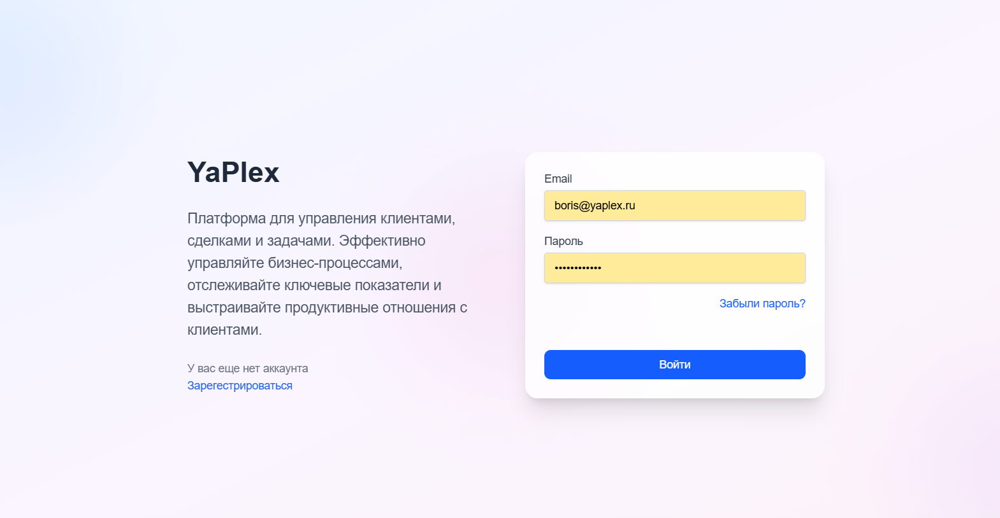 YaPlex
Платформа для управления клиентами,
сделками и задачами. Эффективно
управляйте бизнес-процессами,
отслеживайте ключевые показатели и
выстраивайте продуктивные отношения с
клиентами.
У вас еще нет аккаунта
Зарегестрироваться
Email
boris@yaplex.ru
Пароль
••••••••••••
Забыли пароль?
Войти